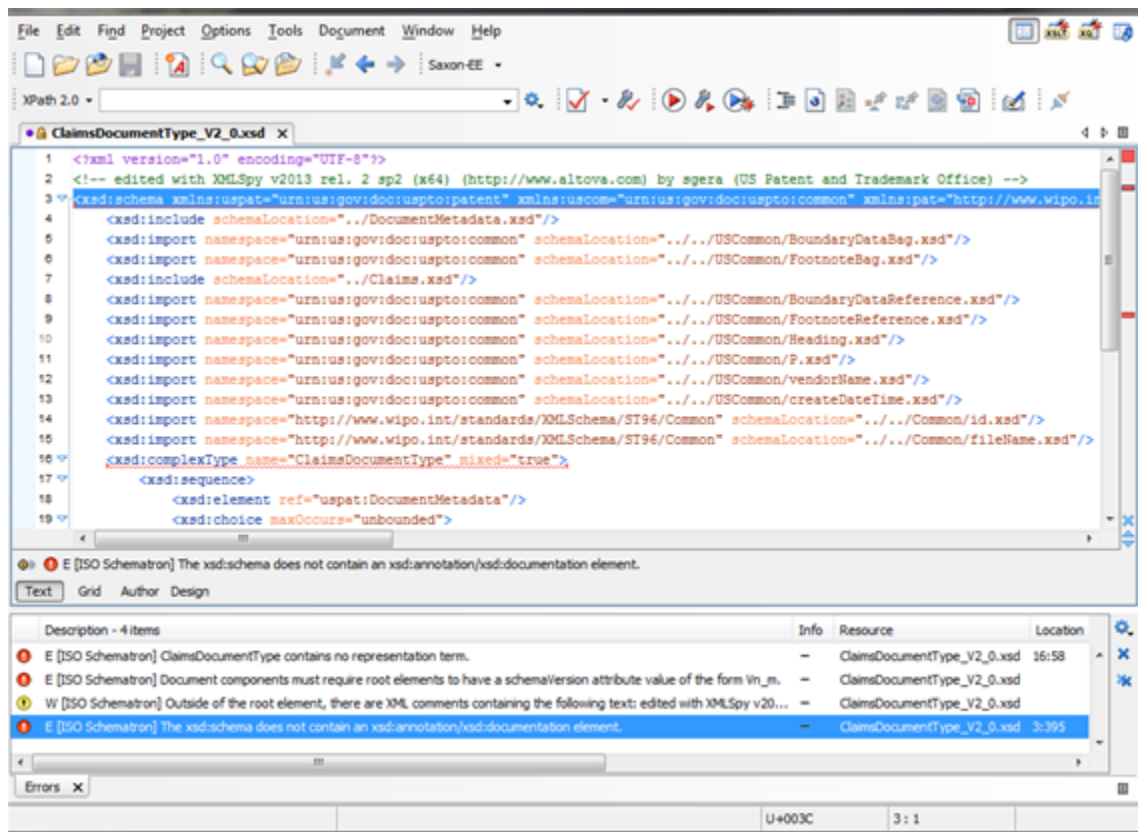 File Edit Find Project Options Tools Document Window Help
Saxon-EE
XPath 2.0
ClaimsDocumentType_V2_0.xsd
1 <?xml version="1.0" encoding="UTF-8"?>
2 <!-- edited with XMLSpy v2013 rel. 2 sp2 (x64) (http://www.altova.com) by sgera (US Patent and Trademark Office) -->
3 <xsd:schema xmlns:uspat="urn:us:gov:doc:uspto:patent" xmlns:uscom="urn:us:gov:doc:uspto:common" xmlns:pat="http://www.wipo.in
4 <xsd:include schemaLocation="../DocumentMetadata.xsd"/>
5 <xsd:import namespace="urn:us:gov:doc:uspto:common" schemaLocation="../../USCommon/BoundaryDataBag.xsd"/>
6 <xsd:import namespace="urn:us:gov:doc:uspto:common" schemaLocation="../../USCommon/FootnoteBag.xsd"/>
7 <xsd:include schemaLocation="../Claims.xsd"/>
8 <xsd:import namespace="urn:us:gov:doc:uspto:common" schemaLocation="../../USCommon/BoundaryDataReference.xsd"/>
9 <xsd:import namespace="urn:us:gov:doc:uspto:common" schemaLocation="../../USCommon/FootnoteReference.xsd"/>
10 <xsd:import namespace="urn:us:gov:doc:uspto:common" schemaLocation="../../USCommon/Heading.xsd"/>
11 <xsd:import namespace="urn:us:gov:doc:uspto:common" schemaLocation="../../USCommon/P.xsd"/>
12 <xsd:import namespace="urn:us:gov:doc:uspto:common" schemaLocation="../../USCommon/vendorName.xsd"/>
13 <xsd:import namespace="urn:us:gov:doc:uspto:common" schemaLocation="../../USCommon/createDateTime.xsd"/>
14 <xsd:import namespace="http://www.wipo.int/standards/XMLSchema/ST96/Common" schemaLocation="../../Common/id.xsd"/>
15 <xsd:import namespace="http://www.wipo.int/standards/XMLSchema/ST96/Common" schemaLocation="../../Common/fileName.xsd"/>
16 <xsd:complexType name="ClaimsDocumentType" mixed="true">
17 <xsd:sequence>
18 <xsd:element ref="uspat:DocumentMetadata"/>
19 <xsd:choice maxOccurs="unbounded">
E [ISO Schematron] The xsd:schema does not contain an xsd:annotation/xsd:documentation element.
Text Grid Author Design
Description - 4 items Info Resource Location
E [ISO Schematron] ClaimsDocumentType contains no representation term. ClaimsDocumentType_V2_0.xsd 16:58
E [ISO Schematron] Document components must require root elements to have a schemaVersion attribute value of the form Vn_m. ClaimsDocumentType_V2_0.xsd
W [ISO Schematron] Outside of the root element, there are XML comments containing the following text: edited with XMLSpy v20... ClaimsDocumentType_V2_0.xsd
E [ISO Schematron] The xsd:schema does not contain an xsd:annotation/xsd:documentation element. ClaimsDocumentType_V2_0.xsd 3:395
Errors
U+003C 3 : 1